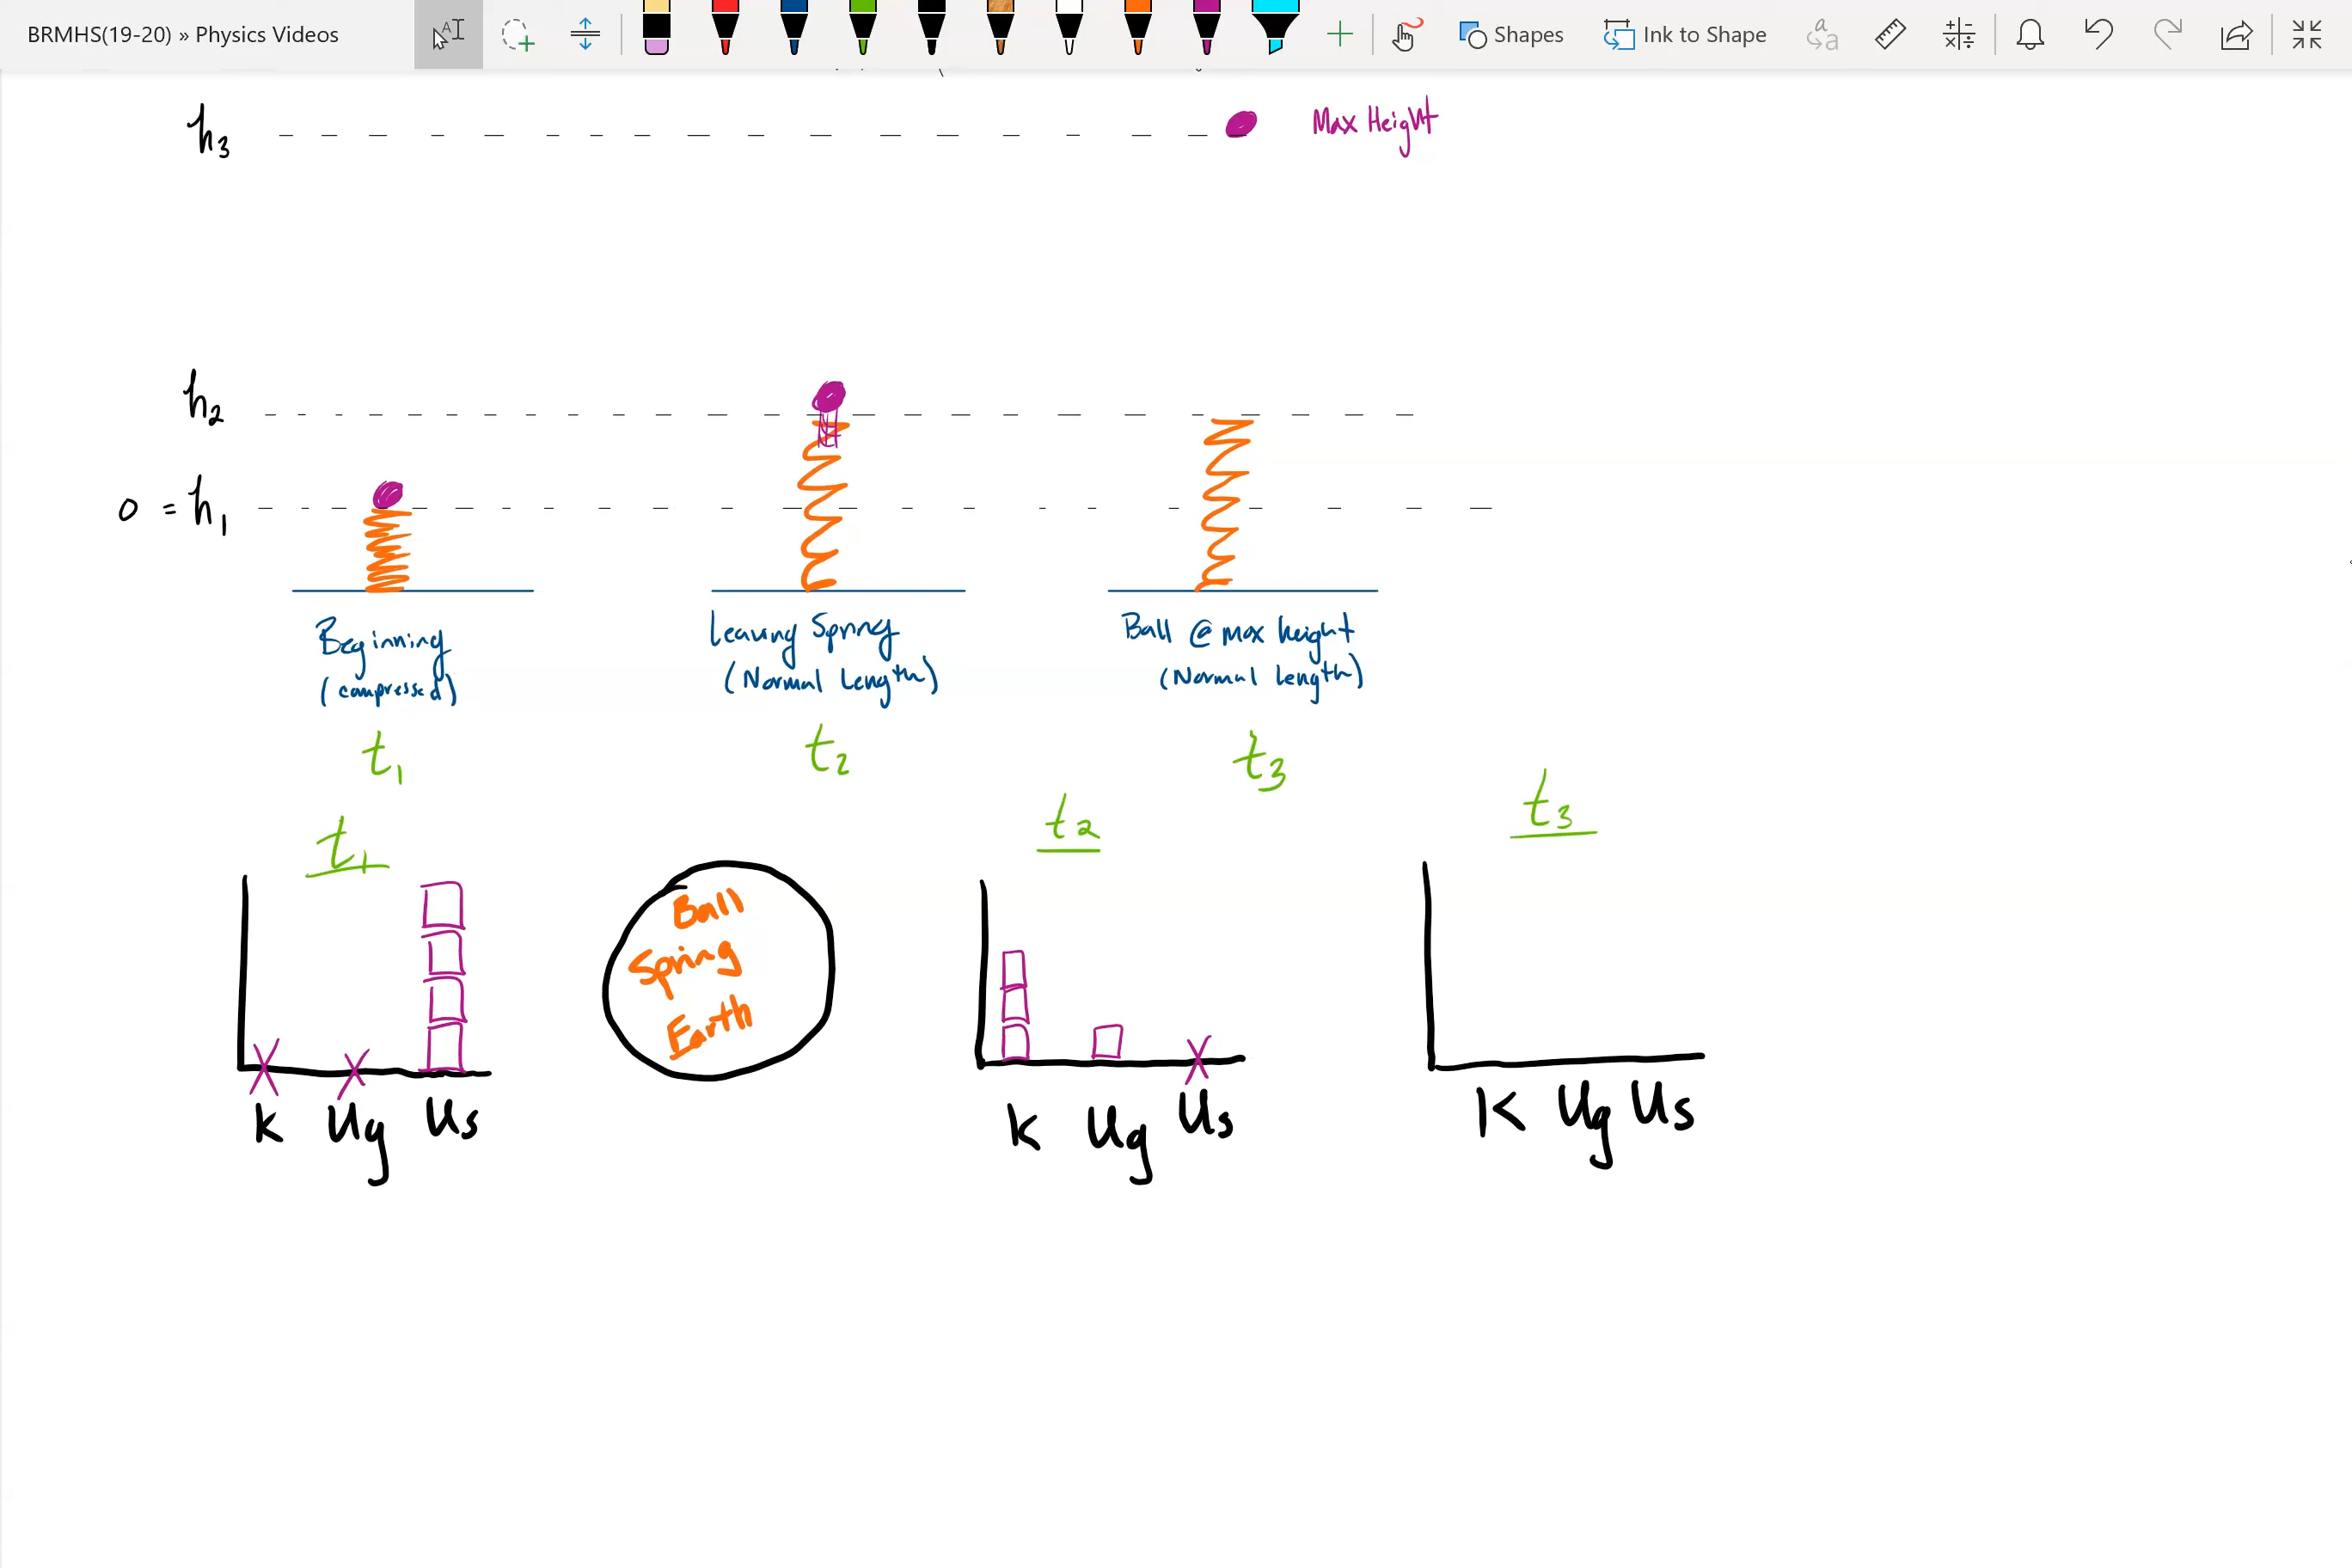 BRMHS(19-20) » Physics Videos
Shapes
Ink to Shape
h3
Max Height
h2
0 = h1
Beginning
(compressed)
Leaving Spring
(Normal Length)
Ball @ max height
(Normal Length)
t1
t2
t3
t1
t2
t3
Ball
Spring
Earth
K Ug Us
K Ug Us
K Ug Us